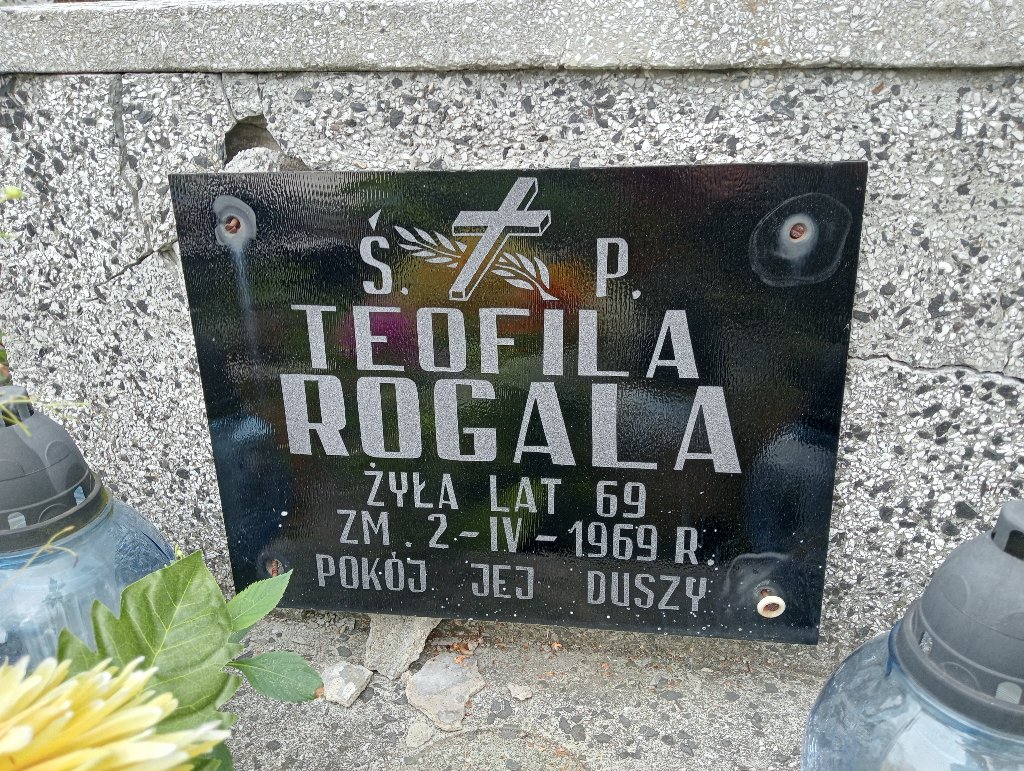 Ś. P.
TEOFILA
ROGALA
ŻYŁA LAT 69
ZM. 2-IV-1969 R.
POKÓJ JEJ DUSZY